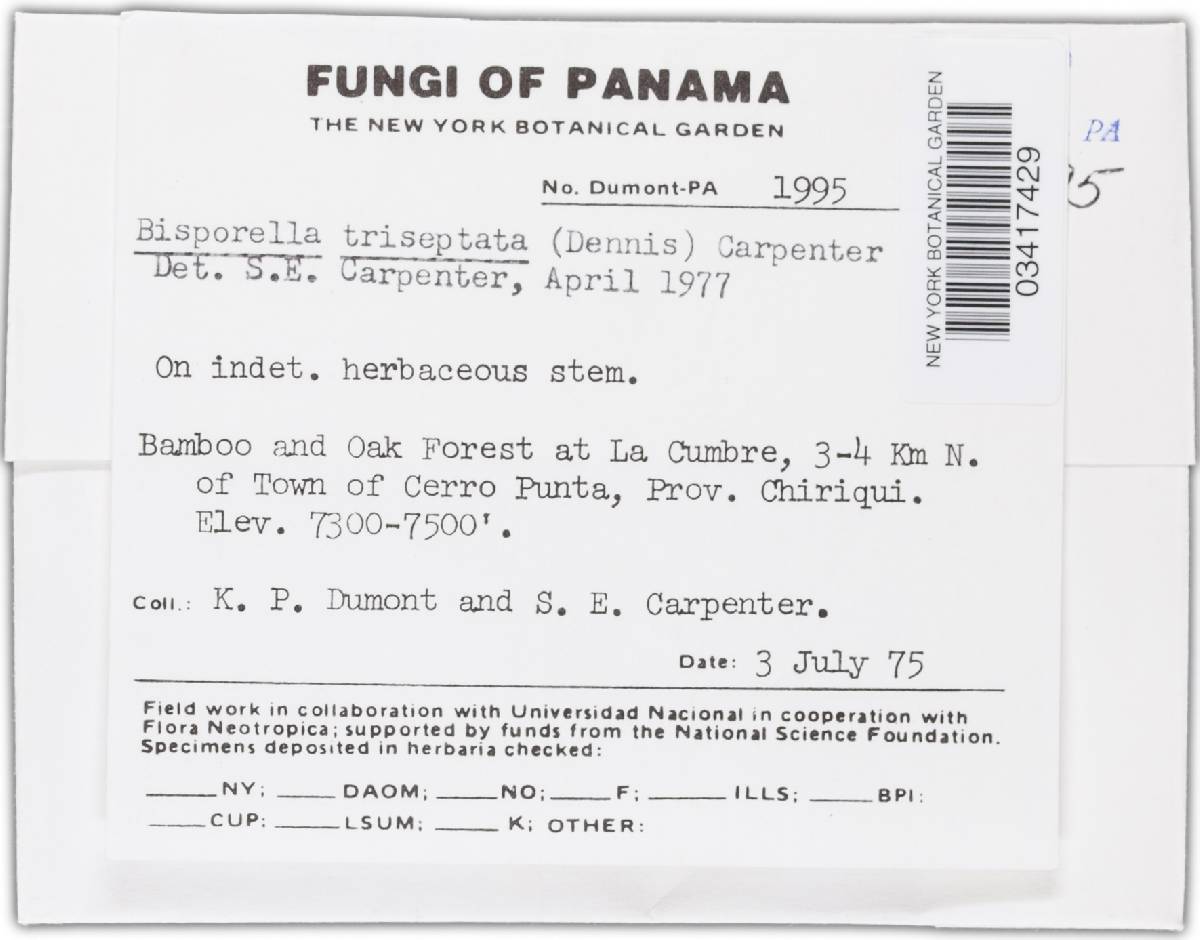 FUNGI OF PANAMA
THE NEW YORK BOTANICAL GARDEN
No. Dumont-PA 1995
Bisporella triseptata (Dennis) Carpenter
Det. S.E. Carpenter, April 1977
On indet. herbaceous stem.
Bamboo and Oak Forest at La Cumbre, 3-4 Km N.
of Town of Cerro Punta, Prov. Chiriqui.
Elev. 7300-7500'.
Coll.: K. P. Dumont and S. E. Carpenter.
Date: 3 July 75
Field work in collaboration with Universidad Nacional in cooperation with
Flora Neotropica; supported by funds from the National Science Foundation.
Specimens deposited in herbaria checked:
NY; DAOM; NO; F; ILLS; BPI:
CUP: LSUM; K; OTHER:
NEW YORK BOTANICAL GARDEN
03417429
PA